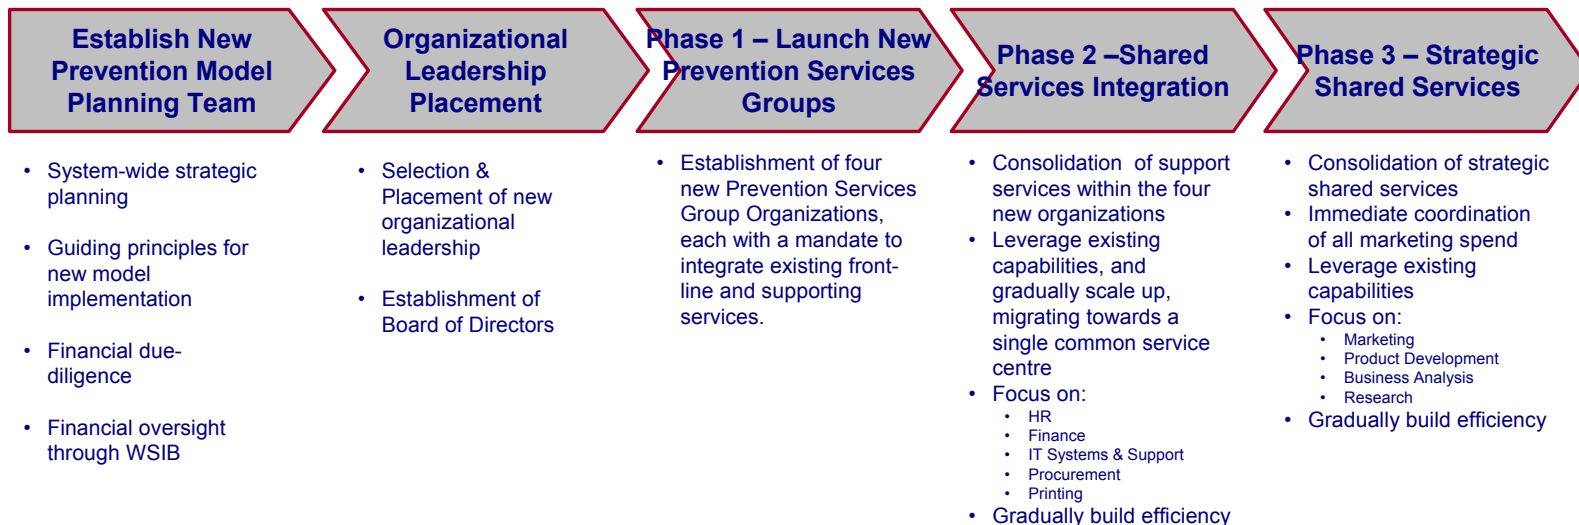 Establish New
Prevention Model
Planning Team
Organizational
Leadership
Placement
Phase 1 – Launch New
Prevention Services
Groups
Phase 2 –Shared
Services Integration
Phase 3 – Strategic
Shared Services
• System-wide strategic
planning
• Guiding principles for
new model
implementation
• Financial due-
diligence
• Financial oversight
through WSIB
• Selection &
Placement of new
organizational
leadership
• Establishment of
Board of Directors
• Establishment of four
new Prevention Services
Group Organizations,
each with a mandate to
integrate existing front-
line and supporting
services.
• Consolidation of support
services within the four
new organizations
• Leverage existing
capabilities, and
gradually scale up,
migrating towards a
single common service
centre
• Focus on:
• HR
• Finance
• IT Systems & Support
• Procurement
• Printing
• Gradually build efficiency
• Consolidation of strategic
shared services
• Immediate coordination
of all marketing spend
• Leverage existing
capabilities
• Focus on:
• Marketing
• Product Development
• Business Analysis
• Research
• Gradually build efficiency